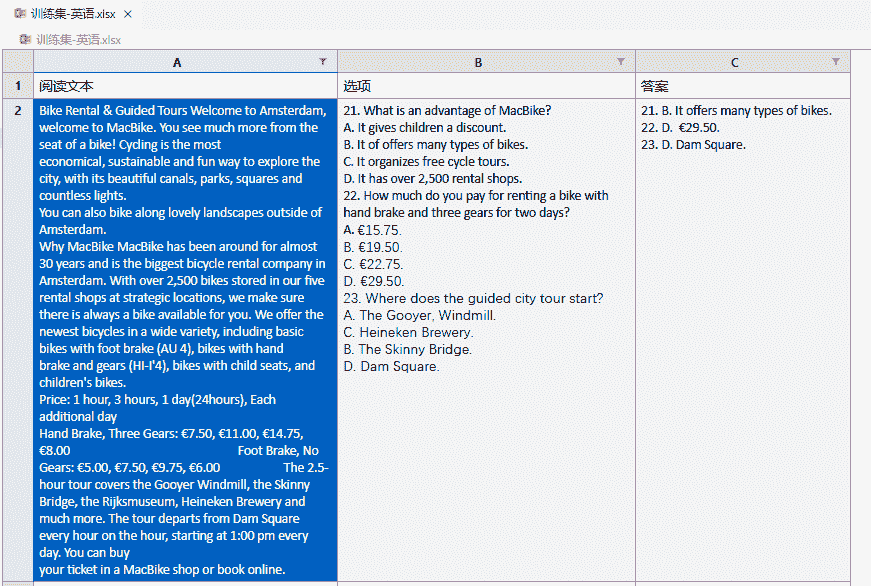 训练集-英语.xlsx ×
训练集-英语.xlsx
A B C
1 阅读文本 选项 答案
2
Bike Rental & Guided Tours Welcome to Amsterdam,
welcome to MacBike. You see much more from the
seat of a bike! Cycling is the most
economical, sustainable and fun way to explore the
city, with its beautiful canals, parks, squares and
countless lights.
You can also bike along lovely landscapes outside of
Amsterdam.
Why MacBike MacBike has been around for almost
30 years and is the biggest bicycle rental company in
Amsterdam. With over 2,500 bikes stored in our five
rental shops at strategic locations, we make sure
there is always a bike available for you. We offer the
newest bicycles in a wide variety, including basic
bikes with foot brake (AU 4), bikes with hand
brake and gears (HI-I'4), bikes with child seats, and
children's bikes.
Price: 1 hour, 3 hours, 1 day(24hours), Each
additional day
Hand Brake, Three Gears: €7.50, €11.00, €14.75,
€8.00 Foot Brake, No
Gears: €5.00, €7.50, €9.75, €6.00 The 2.5-
hour tour covers the Gooyer Windmill, the Skinny
Bridge, the Rijksmuseum, Heineken Brewery and
much more. The tour departs from Dam Square
every hour on the hour, starting at 1:00 pm every
day. You can buy
your ticket in a MacBike shop or book online.
21. What is an advantage of MacBike?
A. It gives children a discount.
B. It of offers many types of bikes.
C. It organizes free cycle tours.
D. It has over 2,500 rental shops.
22. How much do you pay for renting a bike with
hand brake and three gears for two days?
A. €15.75.
B. €19.50.
C. €22.75.
D. €29.50.
23. Where does the guided city tour start?
A. The Gooyer, Windmill.
C. Heineken Brewery.
B. The Skinny Bridge.
D. Dam Square.
21. B. It offers many types of bikes.
22. D. €29.50.
23. D. Dam Square.